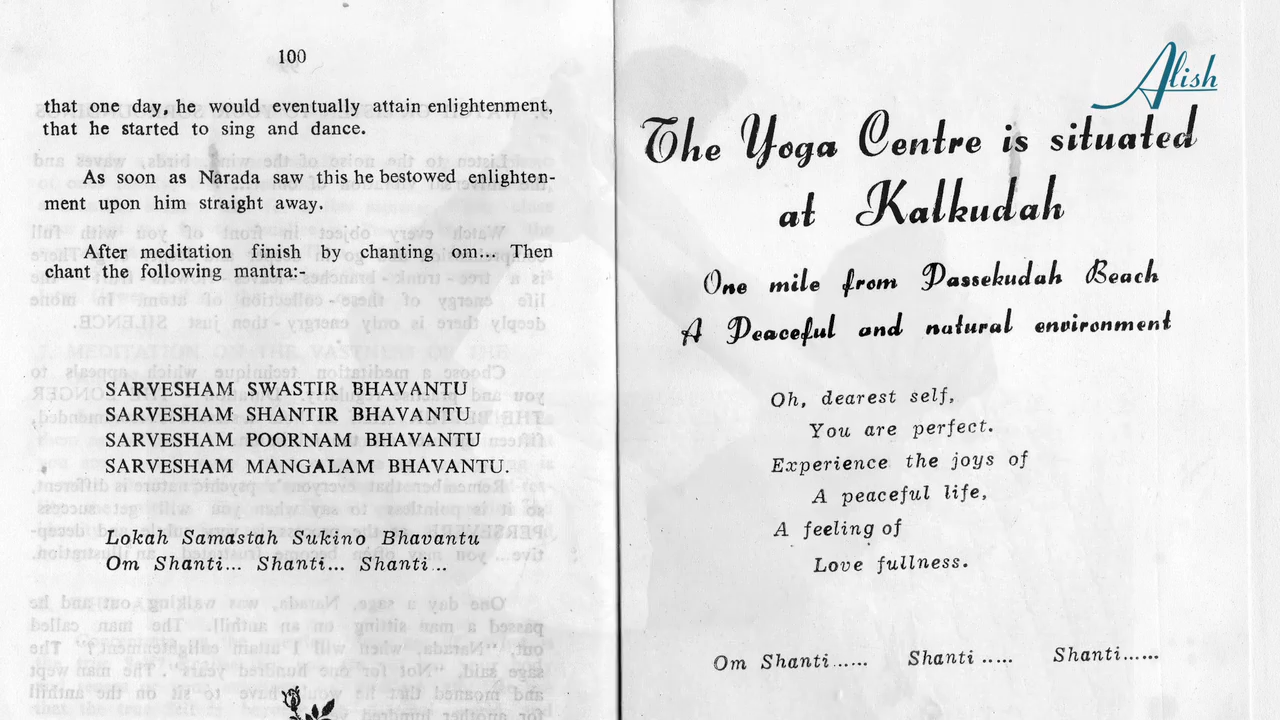 100
that one day, he would eventually attain enlightenment,
that he started to sing and dance.
As soon as Narada saw this he bestowed enlighten-
ment upon him straight away.
After meditation finish by chanting om... Then
chant the following mantra:-
SARVESHAM SWASTIR BHAVANTU
SARVESHAM SHANTIR BHAVANTU
SARVESHAM POORNAM BHAVANTU
SARVESHAM MANGALAM BHAVANTU.
Lokah Samastah Sukino Bhavantu
Om Shanti... Shanti... Shanti...
Alish
The Yoga Centre is situated
at Kalkudah
One mile from Passekudah Beach
A Peaceful and natural environment
Oh, dearest self,
You are perfect.
Experience the joys of
A peaceful life,
A feeling of
Love fullness.
Om Shanti...... Shanti ..... Shanti......